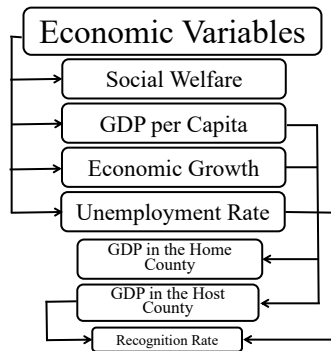 Economic Variables
Social Welfare
GDP per Capita
Economic Growth
Unemployment Rate
GDP in the Home
County
GDP in the Host
County
Recognition Rate